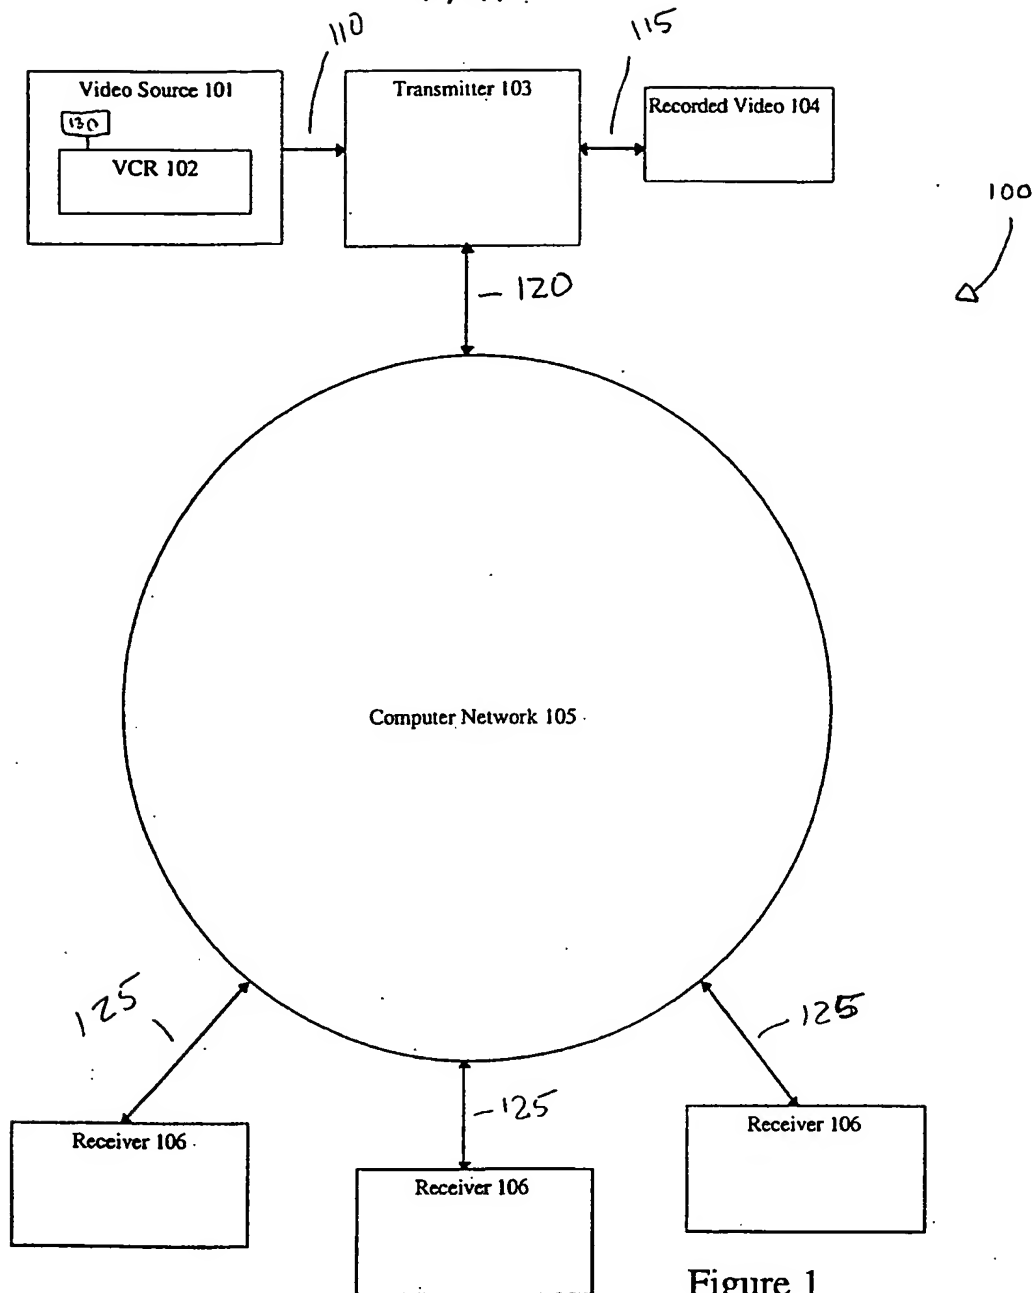 110
115
Video Source 101
Transmitter 103
Recorded Video 104
130
VCR 102
100
120
Computer Network 105
125
125
125
Receiver 106
Receiver 106
Receiver 106
Figure 1